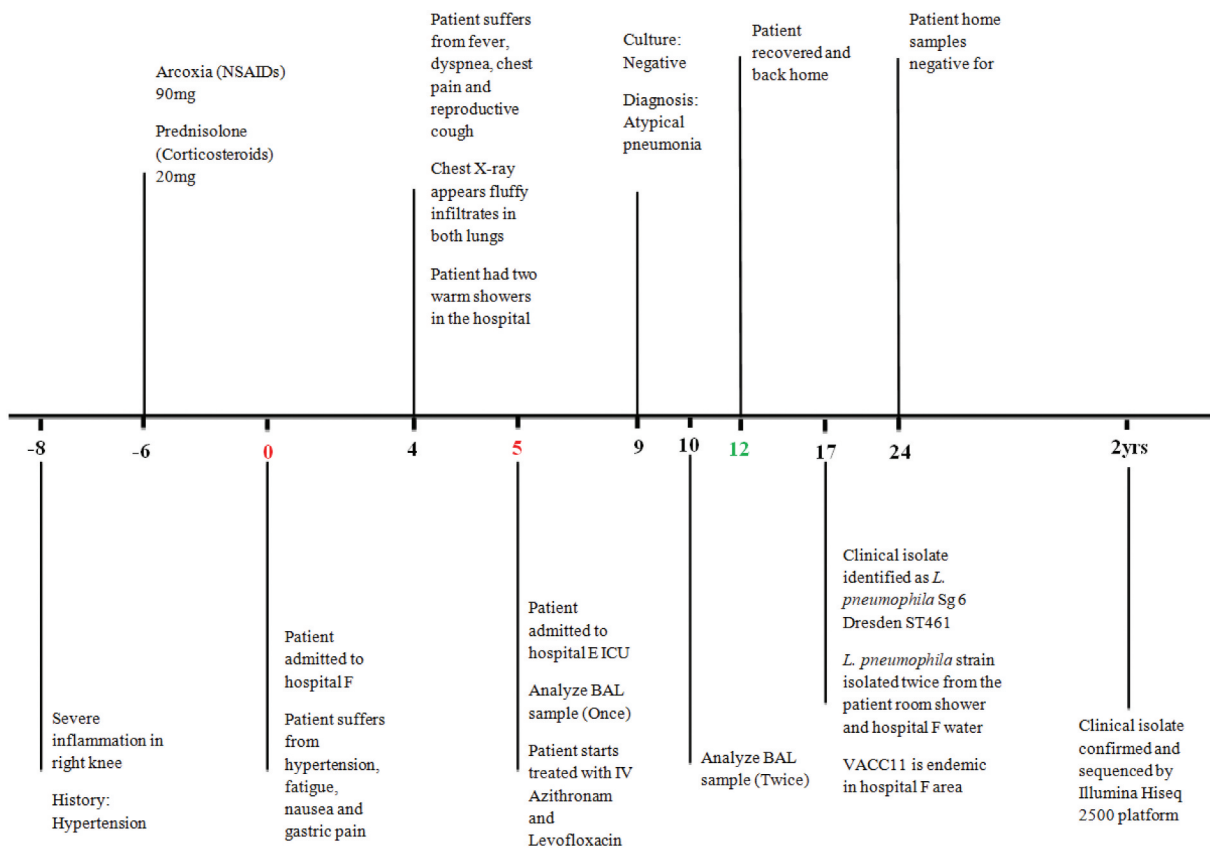 Arcoxia (NSAIDs)
90mg
Prednisolone
(Corticosteroids)
20mg
Patient suffers
from fever,
dyspnea, chest
pain and
reproductive
cough
Chest X-ray
appears fluffy
infiltrates in
both lungs
Patient had two
warm showers
in the hospital
Culture:
Negative
Diagnosis:
Atypical
pneumonia
Patient
recovered and
back home
Patient home
samples
negative for
-8 -6 0 4 5 9 10 12 17 24 2yrs
Severe
inflammation in
right knee
History:
Hypertension
Patient
admitted to
hospital F
Patient suffers
from
hypertension,
fatigue,
nausea and
gastric pain
Patient
admitted to
hospital E ICU
Analyze BAL
sample (Once)
Patient starts
treated with IV
Azithronam
and
Levofloxacin
Analyze BAL
sample (Twice)
Clinical isolate
identified as L.
pneumophila Sg 6
Dresden ST461
L. pneumophila strain
isolated twice from the
patient room shower
and hospital F water
VACC11 is endemic
in hospital F area
Clinical isolate
confirmed and
sequenced by
Illumina Hiseq
2500 platform